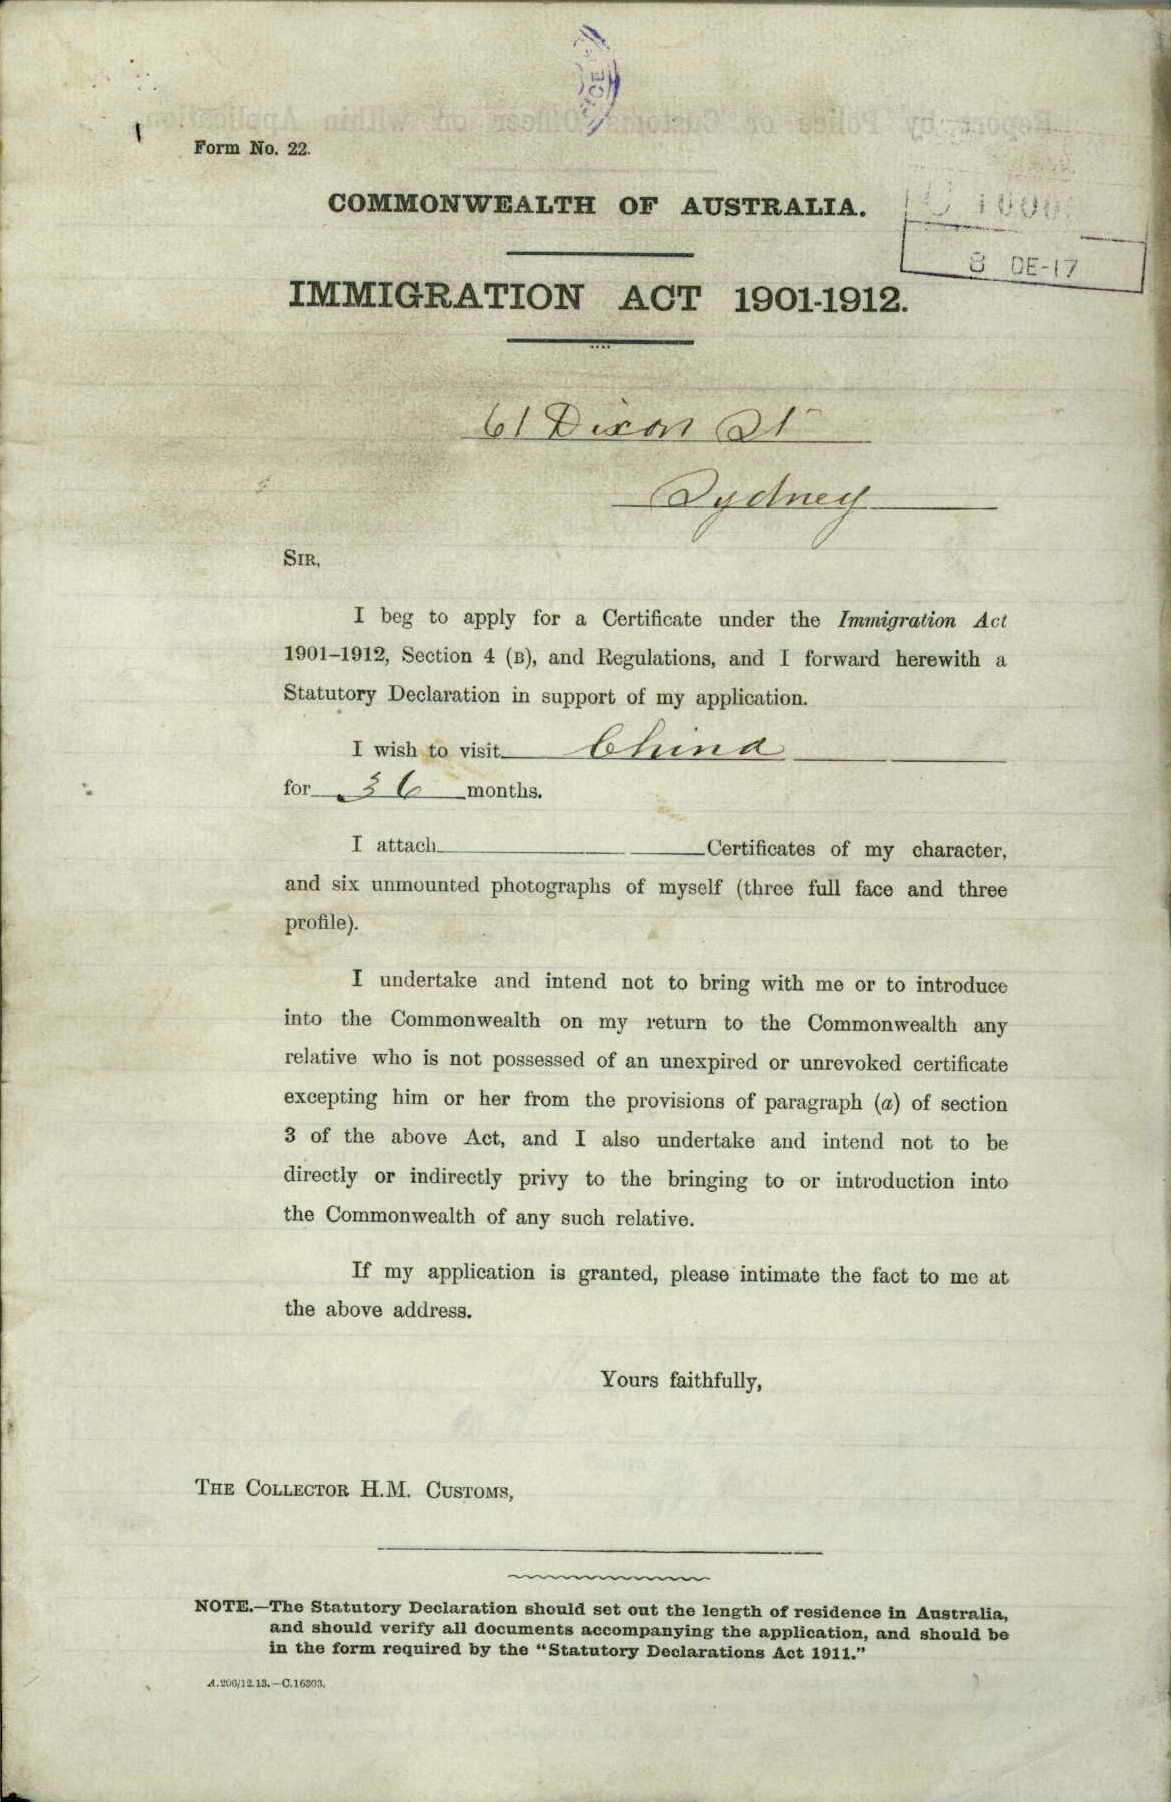 Form No. 22.
COMMONWEALTH OF AUSTRALIA.
8 DE-17
IMMIGRATION ACT 1901-1912.
61 Dixon St
Sydney
SIR,
I beg to apply for a Certificate under the Immigration Act
1901–1912, Section 4 (B), and Regulations, and I forward herewith a
Statutory Declaration in support of my application.
I wish to visit China
for 36 months.
I attach Certificates of my character,
and six unmounted photographs of myself (three full face and three
profile).
I undertake and intend not to bring with me or to introduce
into the Commonwealth on my return to the Commonwealth any
relative who is not possessed of an unexpired or unrevoked certificate
excepting him or her from the provisions of paragraph (a) of section
3 of the above Act, and I also undertake and intend not to be
directly or indirectly privy to the bringing to or introduction into
the Commonwealth of any such relative.
If my application is granted, please intimate the fact to me at
the above address.
Yours faithfully,
THE COLLECTOR H.M. CUSTOMS,
NOTE.—The Statutory Declaration should set out the length of residence in Australia,
and should verify all documents accompanying the application, and should be
in the form required by the "Statutory Declarations Act 1911."
A.206/12.13.—C.16303.